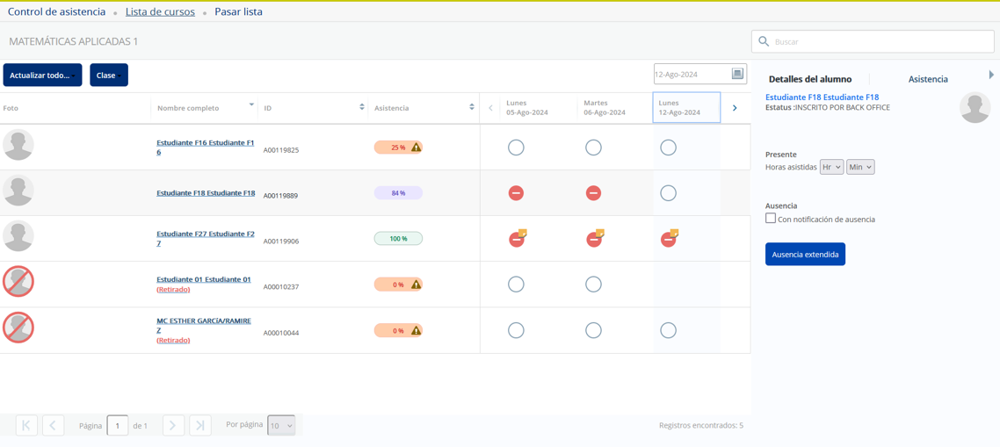 Control de asistencia Lista de cursos Pasar lista
MATEMÁTICAS APLICADAS 1
Buscar
Actualizar todo... Clase
12-Ago-2024
Foto Nombre completo ID Asistencia
Lunes
05-Ago-2024
Martes
06-Ago-2024
Lunes
12-Ago-2024
Estudiante F16 Estudiante F1
6
A00119825
25 %
Estudiante F18 Estudiante F18
A00119889
84 %
Estudiante F27 Estudiante F2
7
A00119906
100 %
Estudiante 01 Estudiante 01
(Retirado)
A00010237
0 %
MC ESTHER GARCíA/RAMIRE
Z
(Retirado)
A00010044
0 %
Página 1 de 1
Por página 10
Registros encontrados: 5
Detalles del alumno Asistencia
Estudiante F18 Estudiante F18
Estatus :INSCRITO POR BACK OFFICE
Presente
Horas asistidas Hr Min
Ausencia
Con notificación de ausencia
Ausencia extendida